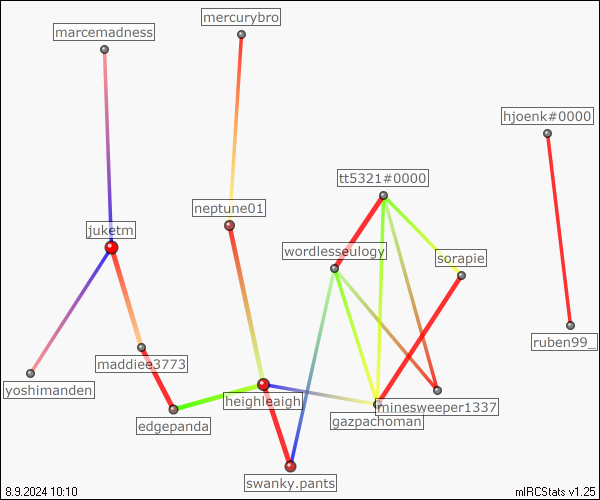 mercurybro
marcemadness
hjoenk#0000
tt5321#0000
neptune01
juketm
wordlesseulogy
sorapie
ruben99_
maddiee3773
yoshimanden
heighleaigh
minesweeper1337
gazpachoman
edgepanda
swanky.pants
8.9.2024 10:10
mIRCStats v1.25